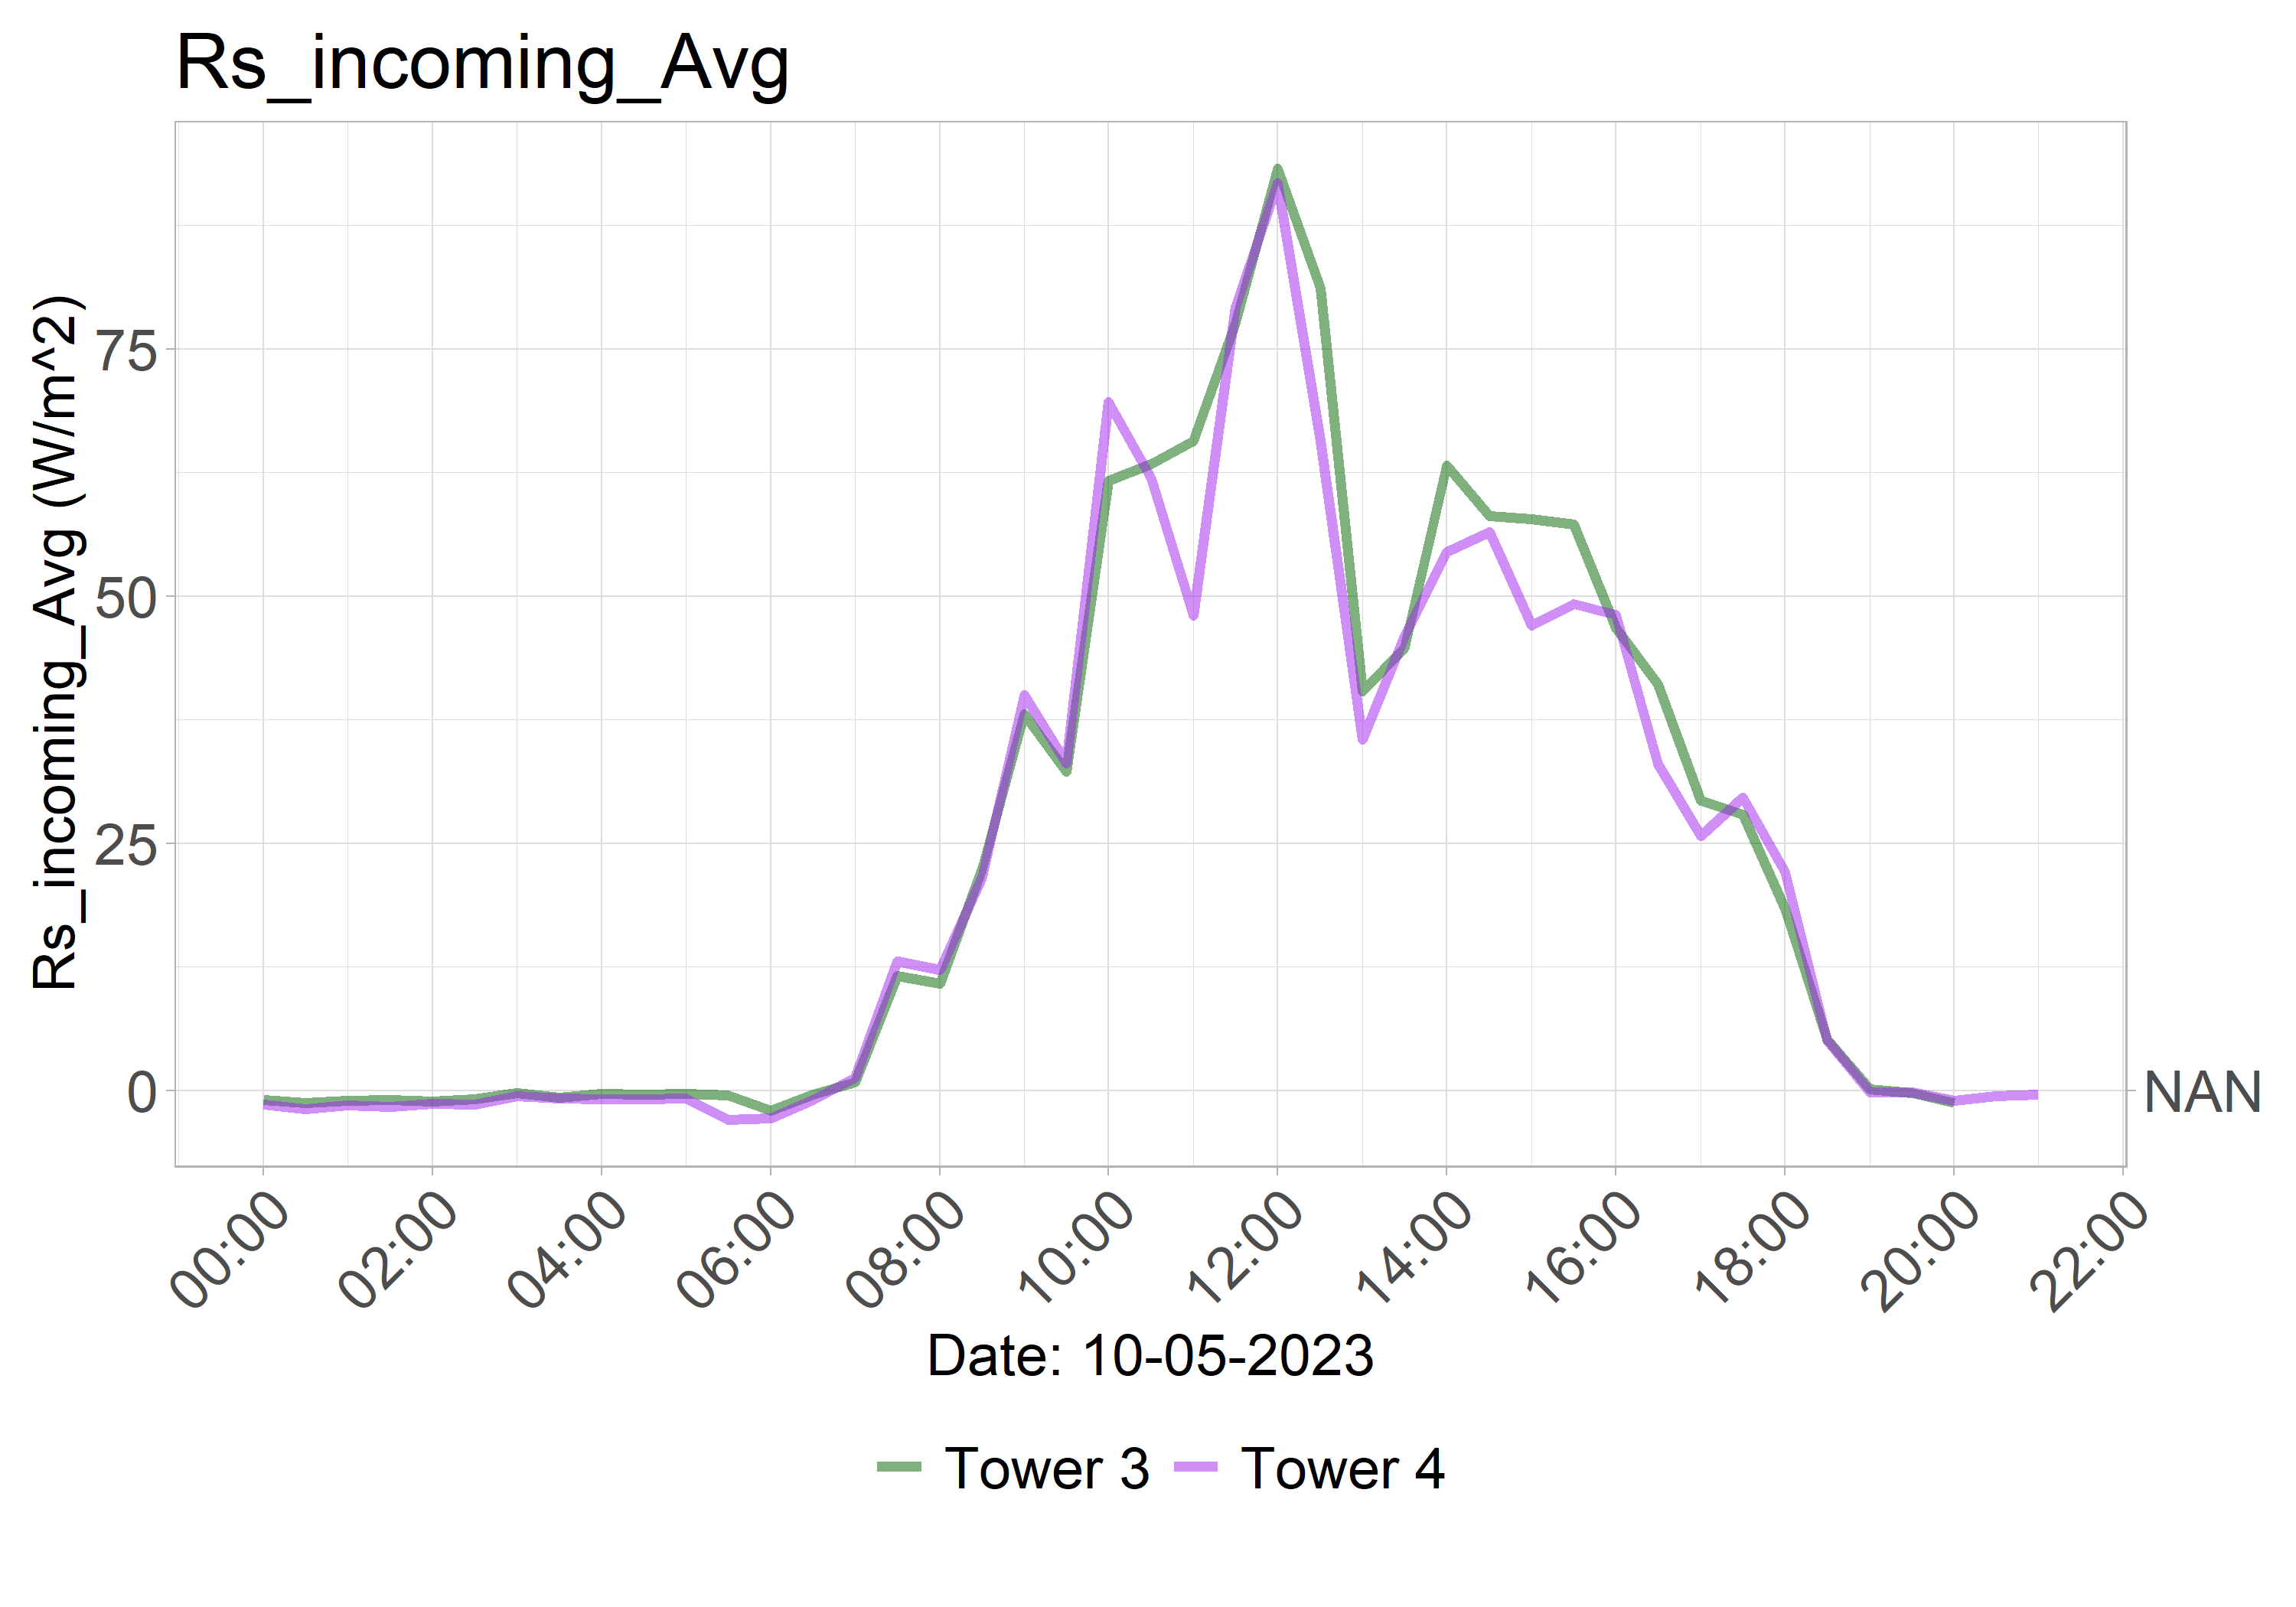 Rs_incoming_Avg
Rs_incoming_Avg (W/m^2)
75
50
25
0
NAN
00:00 02:00 04:00 06:00 08:00 10:00 12:00 14:00 16:00 18:00 20:00 22:00
Date: 10-05-2023
Tower 3 Tower 4